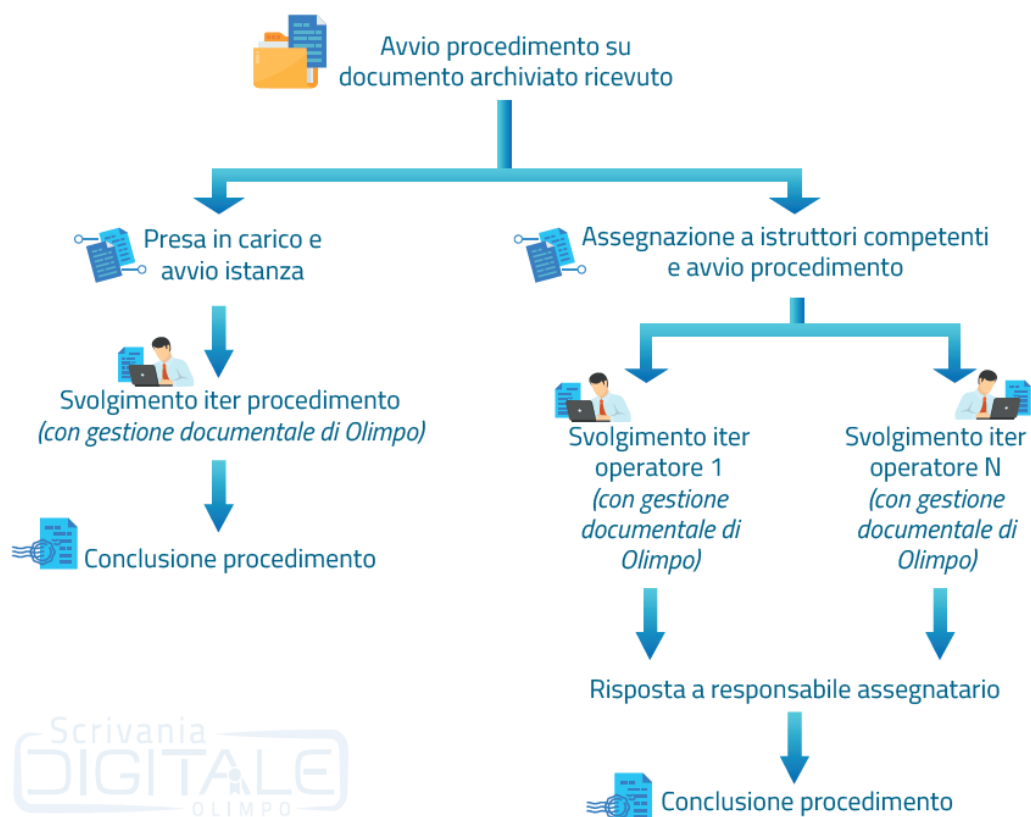 Avvio procedimento su
documento archiviato ricevuto
Presa in carico e
avvio istanza
Svolgimento iter procedimento
(con gestione documentale di Olimpo)
Conclusione procedimento
Assegnazione a istruttori competenti
e avvio procedimento
Svolgimento iter
operatore 1
(con gestione
documentale di
Olimpo)
Svolgimento iter
operatore N
(con gestione
documentale di
Olimpo)
Risposta a responsabile assegnatario
Conclusione procedimento
Scrivania
DIGITALE
OLIMPO